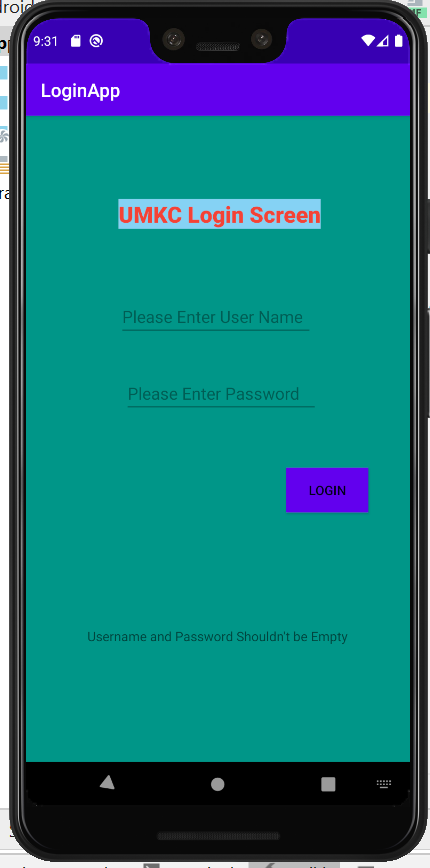 9:31
LoginApp
UMKC Login Screen
Please Enter User Name
Please Enter Password
LOGIN
Username and Password Shouldn't be Empty